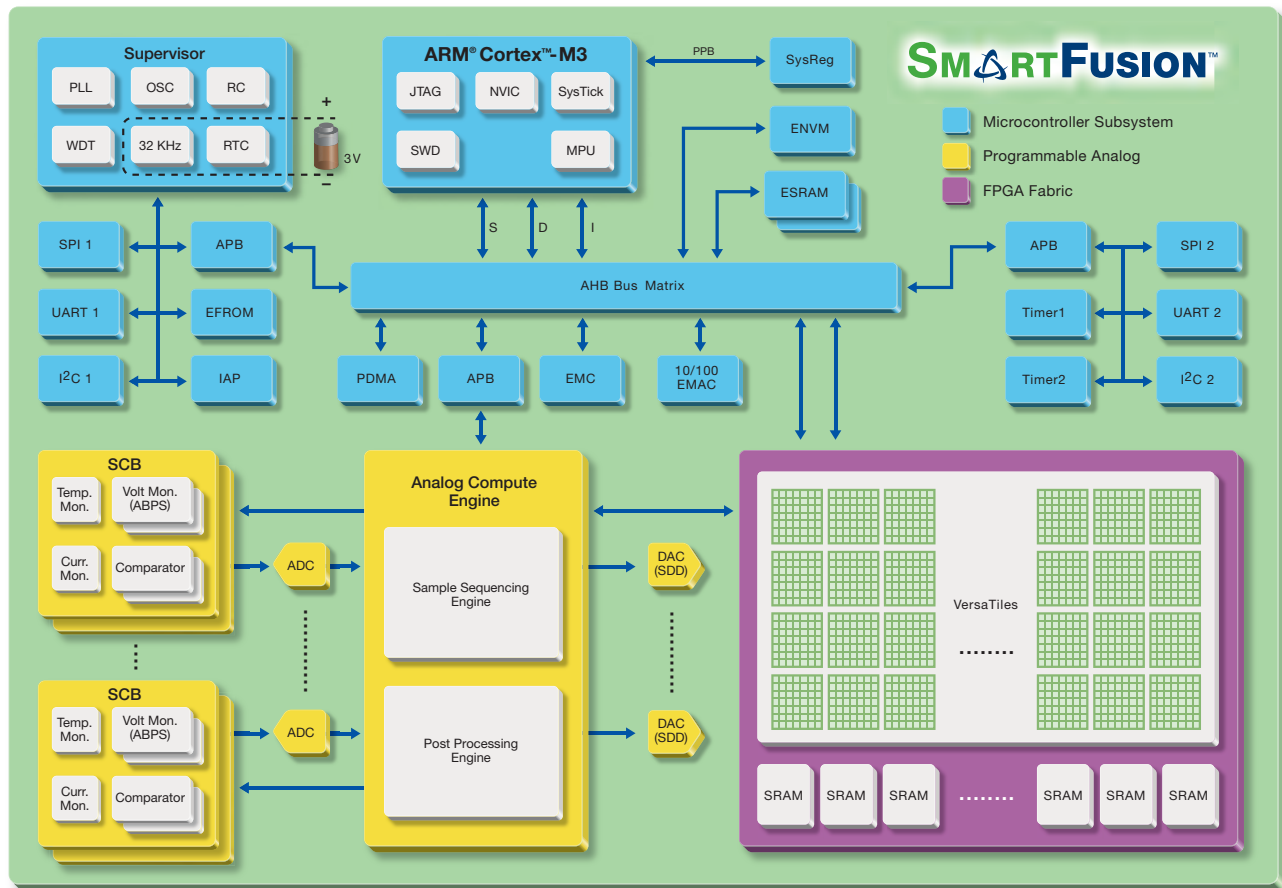 SMARTFUSION™
Microcontroller Subsystem
Programmable Analog
FPGA Fabric
Supervisor
PLL
OSC
RC
WDT
32 KHz
RTC
+
3V
−
ARM® Cortex™-M3
JTAG
NVIC
SysTick
SWD
MPU
PPB
SysReg
ENVM
ESRAM
S
D
I
SPI 1
APB
UART 1
EFROM
I²C 1
IAP
AHB Bus Matrix
PDMA
APB
EMC
10/100
EMAC
APB
SPI 2
Timer1
UART 2
Timer2
I²C 2
SCB
Temp.
Mon.
Volt Mon.
(ABPS)
Curr.
Mon.
Comparator
ADC
SCB
Temp.
Mon.
Volt Mon.
(ABPS)
Curr.
Mon.
Comparator
ADC
Analog Compute
Engine
Sample Sequencing
Engine
Post Processing
Engine
DAC
(SDD)
DAC
(SDD)
VersaTiles
........
SRAM
SRAM
SRAM
........
SRAM
SRAM
SRAM